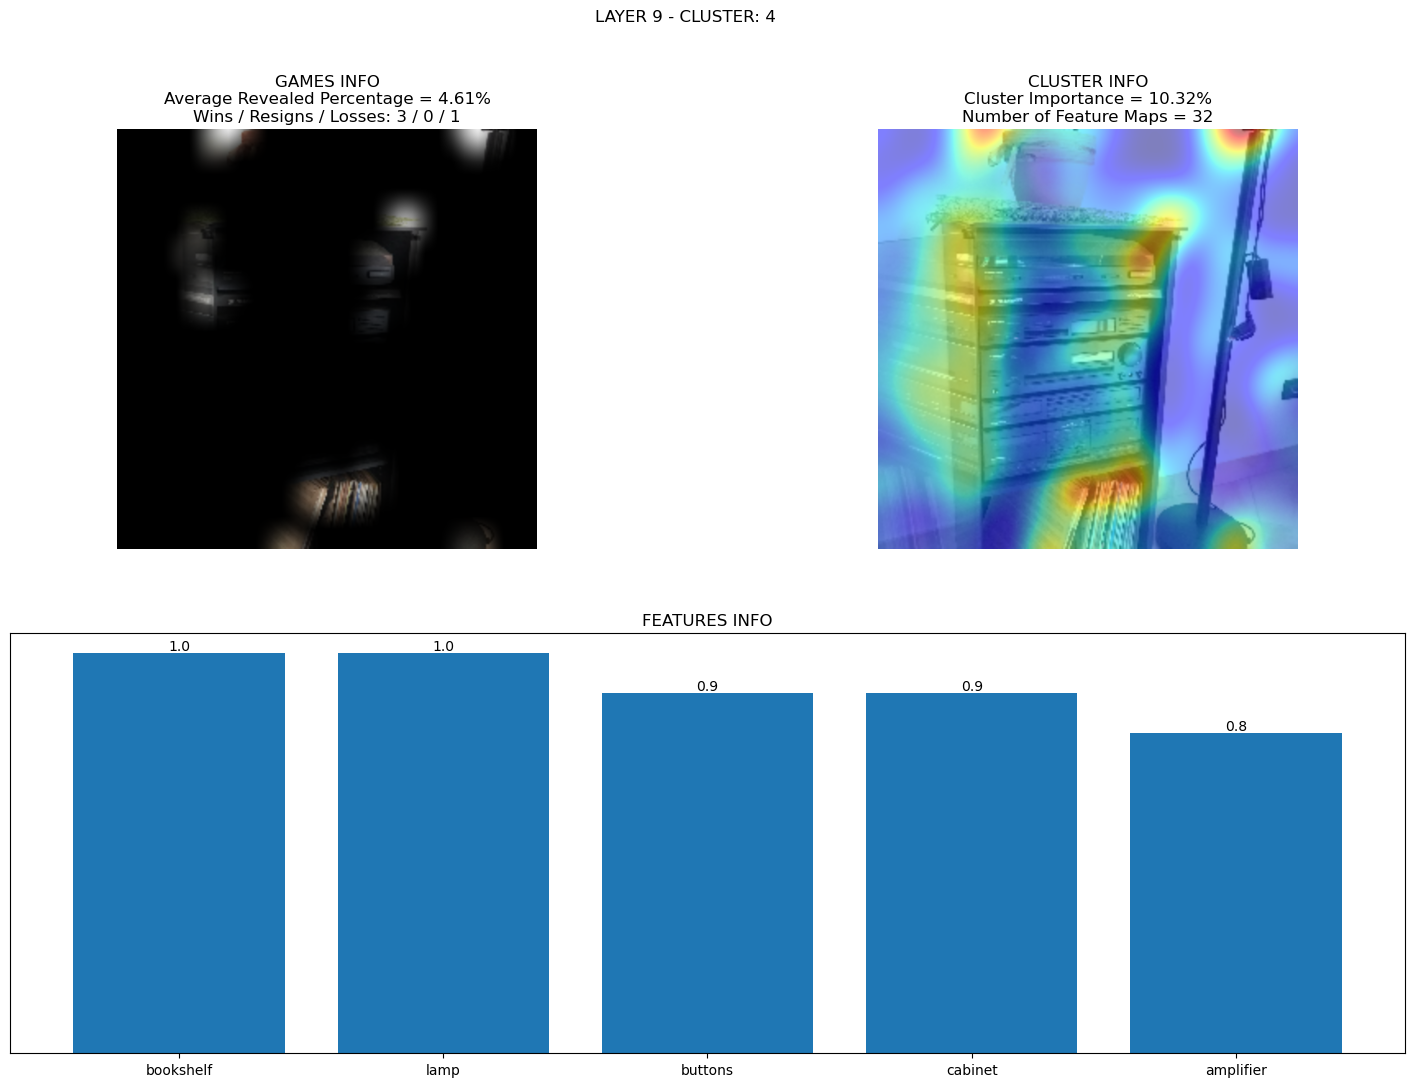 LAYER 9 - CLUSTER: 4
GAMES INFO
Average Revealed Percentage = 4.61%
Wins / Resigns / Losses: 3 / 0 / 1
CLUSTER INFO
Cluster Importance = 10.32%
Number of Feature Maps = 32
FEATURES INFO
1.0
1.0
0.9
0.9
0.8
bookshelf
lamp
buttons
cabinet
amplifier